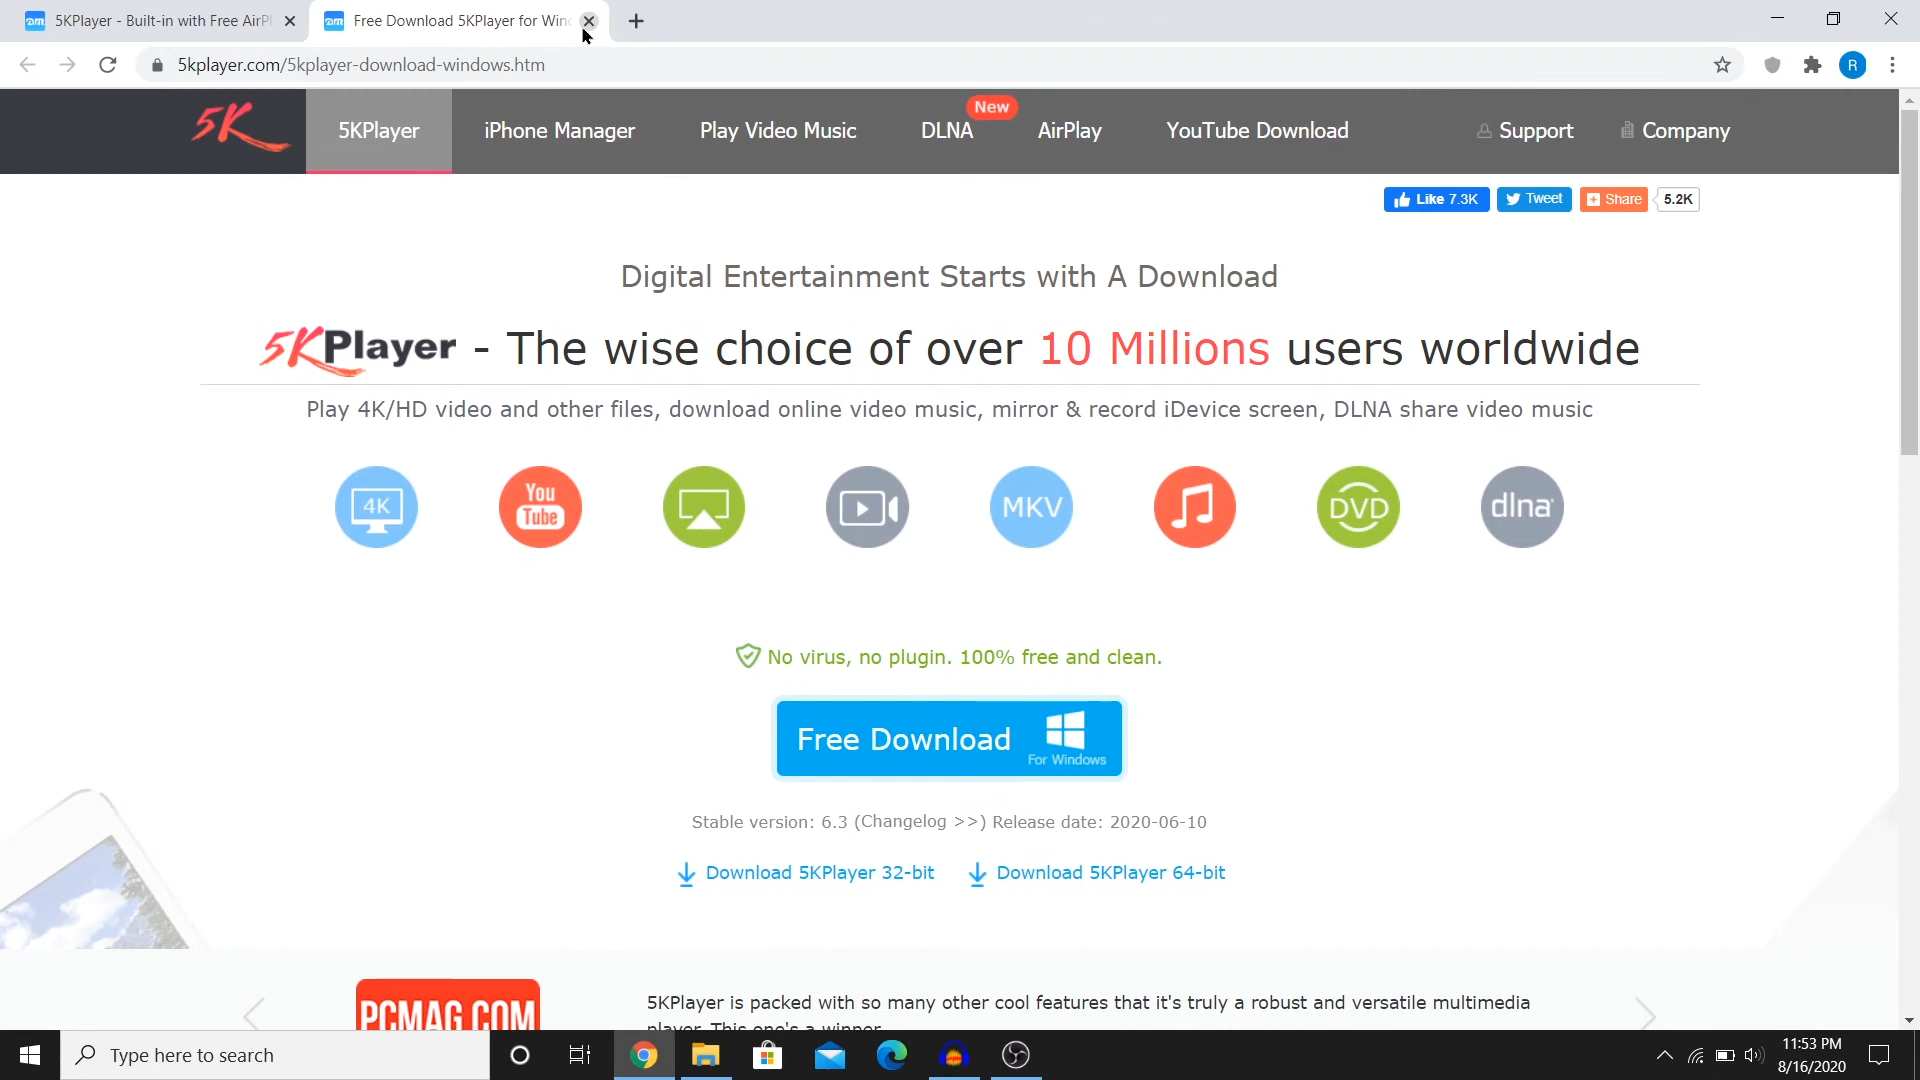 5KPlayer - Built-in with Free AirPl
Free Download 5KPlayer for Win
5kplayer.com/5kplayer-download-windows.htm
R
5K
5KPlayer
iPhone Manager
Play Video Music
DLNA
New
AirPlay
YouTube Download
Support
Company
Like 7.3K
Tweet
Share
5.2K
Digital Entertainment Starts with A Download
5KPlayer - The wise choice of over 10 Millions users worldwide
Play 4K/HD video and other files, download online video music, mirror & record iDevice screen, DLNA share video music
4K
You
Tube
MKV
DVD
dlna
No virus, no plugin. 100% free and clean.
Free Download
For Windows
Stable version: 6.3 (Changelog >>) Release date: 2020-06-10
Download 5KPlayer 32-bit
Download 5KPlayer 64-bit
PCMAG.COM
5KPlayer is packed with so many other cool features that it's truly a robust and versatile multimedia
player. This one's a winner.
Type here to search
11:53 PM
8/16/2020